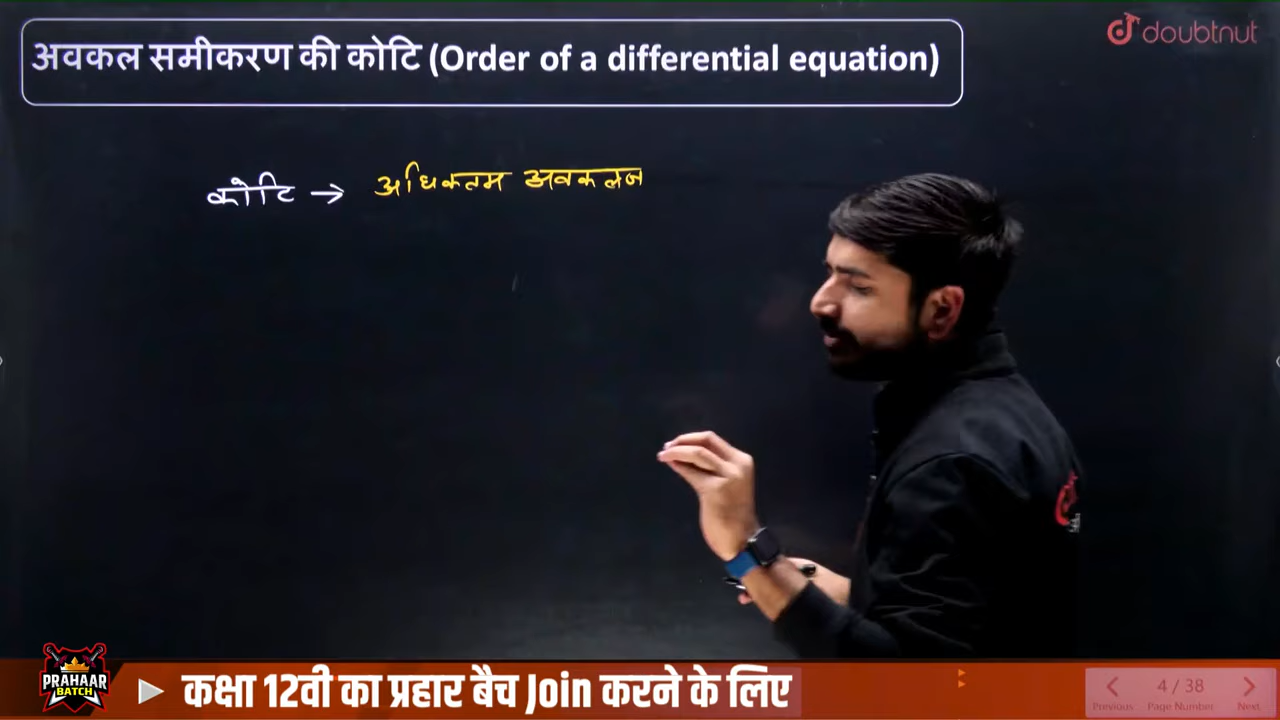 अवकल समीकरण की कोटि (Order of a differential equation)
doubtnut
कोटि → अधिकतम अवकलज
PRAHAAR
BATCH
कक्षा 12वी का प्रहार बैच Join करने के लिए
4 / 38
Previous Page Number Next